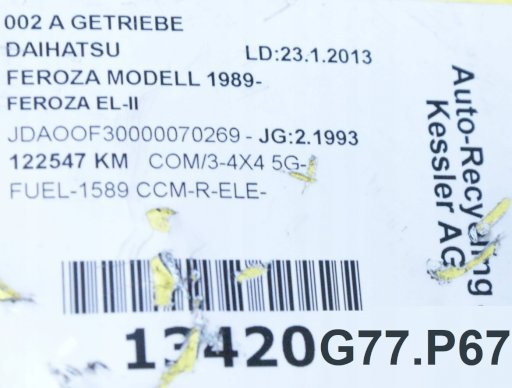 002 A GETRIEBE
DAIHATSU LD:23.1.2013
FEROZA MODELL 1989-
FEROZA EL-II
JDAOOF30000070269 - JG:2.1993
122547 KM COM/3-4X4 5G-
FUEL-1589 CCM-R-ELE-
13420G77.P67
Auto-Recycling
Kessler AG